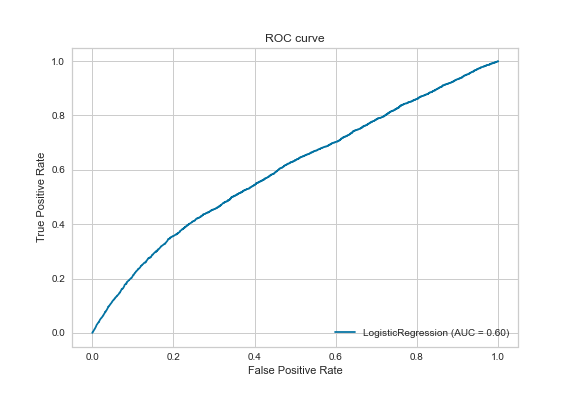 ROC curve
True Positive Rate
1.0
0.8
0.6
0.4
0.2
0.0
LogisticRegression (AUC = 0.60)
0.0 0.2 0.4 0.6 0.8 1.0
False Positive Rate